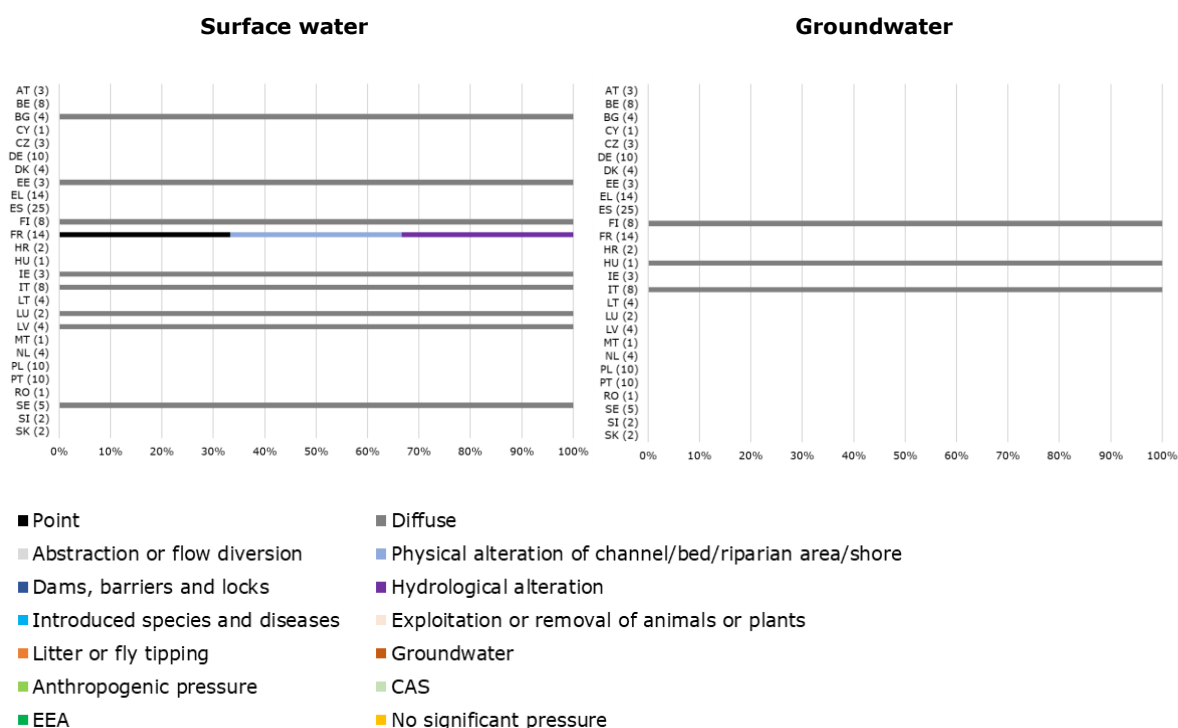 Surface water
Groundwater
AT (3)
BE (8)
BG (4)
CY (1)
CZ (3)
DE (10)
DK (4)
EE (3)
EL (14)
ES (25)
FI (8)
FR (14)
HR (2)
HU (1)
IE (3)
IT (8)
LT (4)
LU (2)
LV (4)
MT (1)
NL (4)
PL (10)
PT (10)
RO (1)
SE (5)
SI (2)
SK (2)
0% 10% 20% 30% 40% 50% 60% 70% 80% 90% 100%
AT (3)
BE (8)
BG (4)
CY (1)
CZ (3)
DE (10)
DK (4)
EE (3)
EL (14)
ES (25)
FI (8)
FR (14)
HR (2)
HU (1)
IE (3)
IT (8)
LT (4)
LU (2)
LV (4)
MT (1)
NL (4)
PL (10)
PT (10)
RO (1)
SE (5)
SI (2)
SK (2)
0% 10% 20% 30% 40% 50% 60% 70% 80% 90% 100%
Point
Diffuse
Abstraction or flow diversion
Physical alteration of channel/bed/riparian area/shore
Dams, barriers and locks
Hydrological alteration
Introduced species and diseases
Exploitation or removal of animals or plants
Litter or fly tipping
Groundwater
Anthropogenic pressure
CAS
EEA
No significant pressure